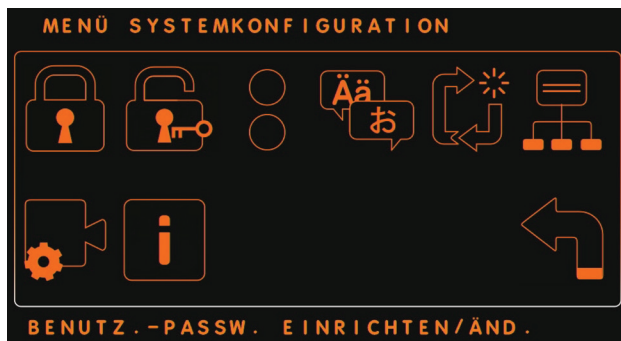 MENÜ SYSTEMKONFIGURATION
Ää
お
i
BENUTZ.-PASSW. EINRICHTEN/ÄND.